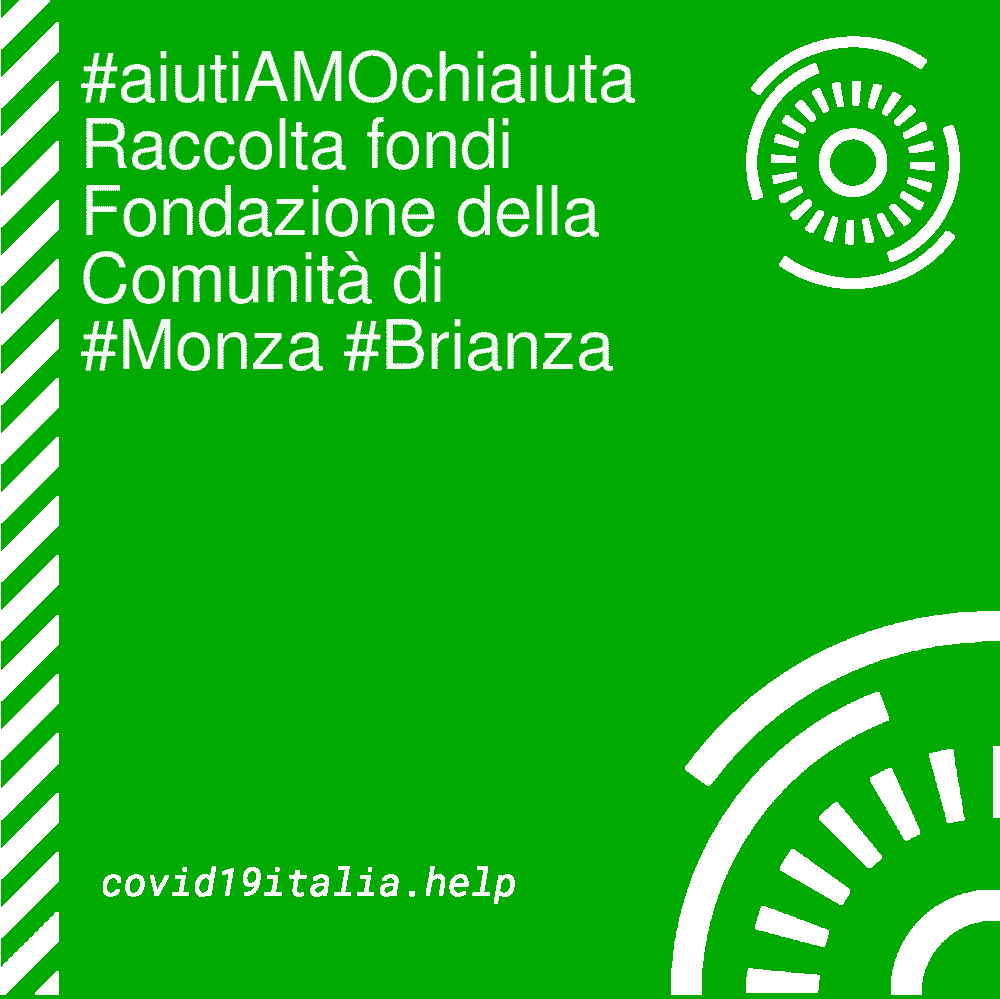 #aiutiAMOchiaiuta
Raccolta fondi
Fondazione della
Comunità di
#Monza #Brianza
covid19italia.help